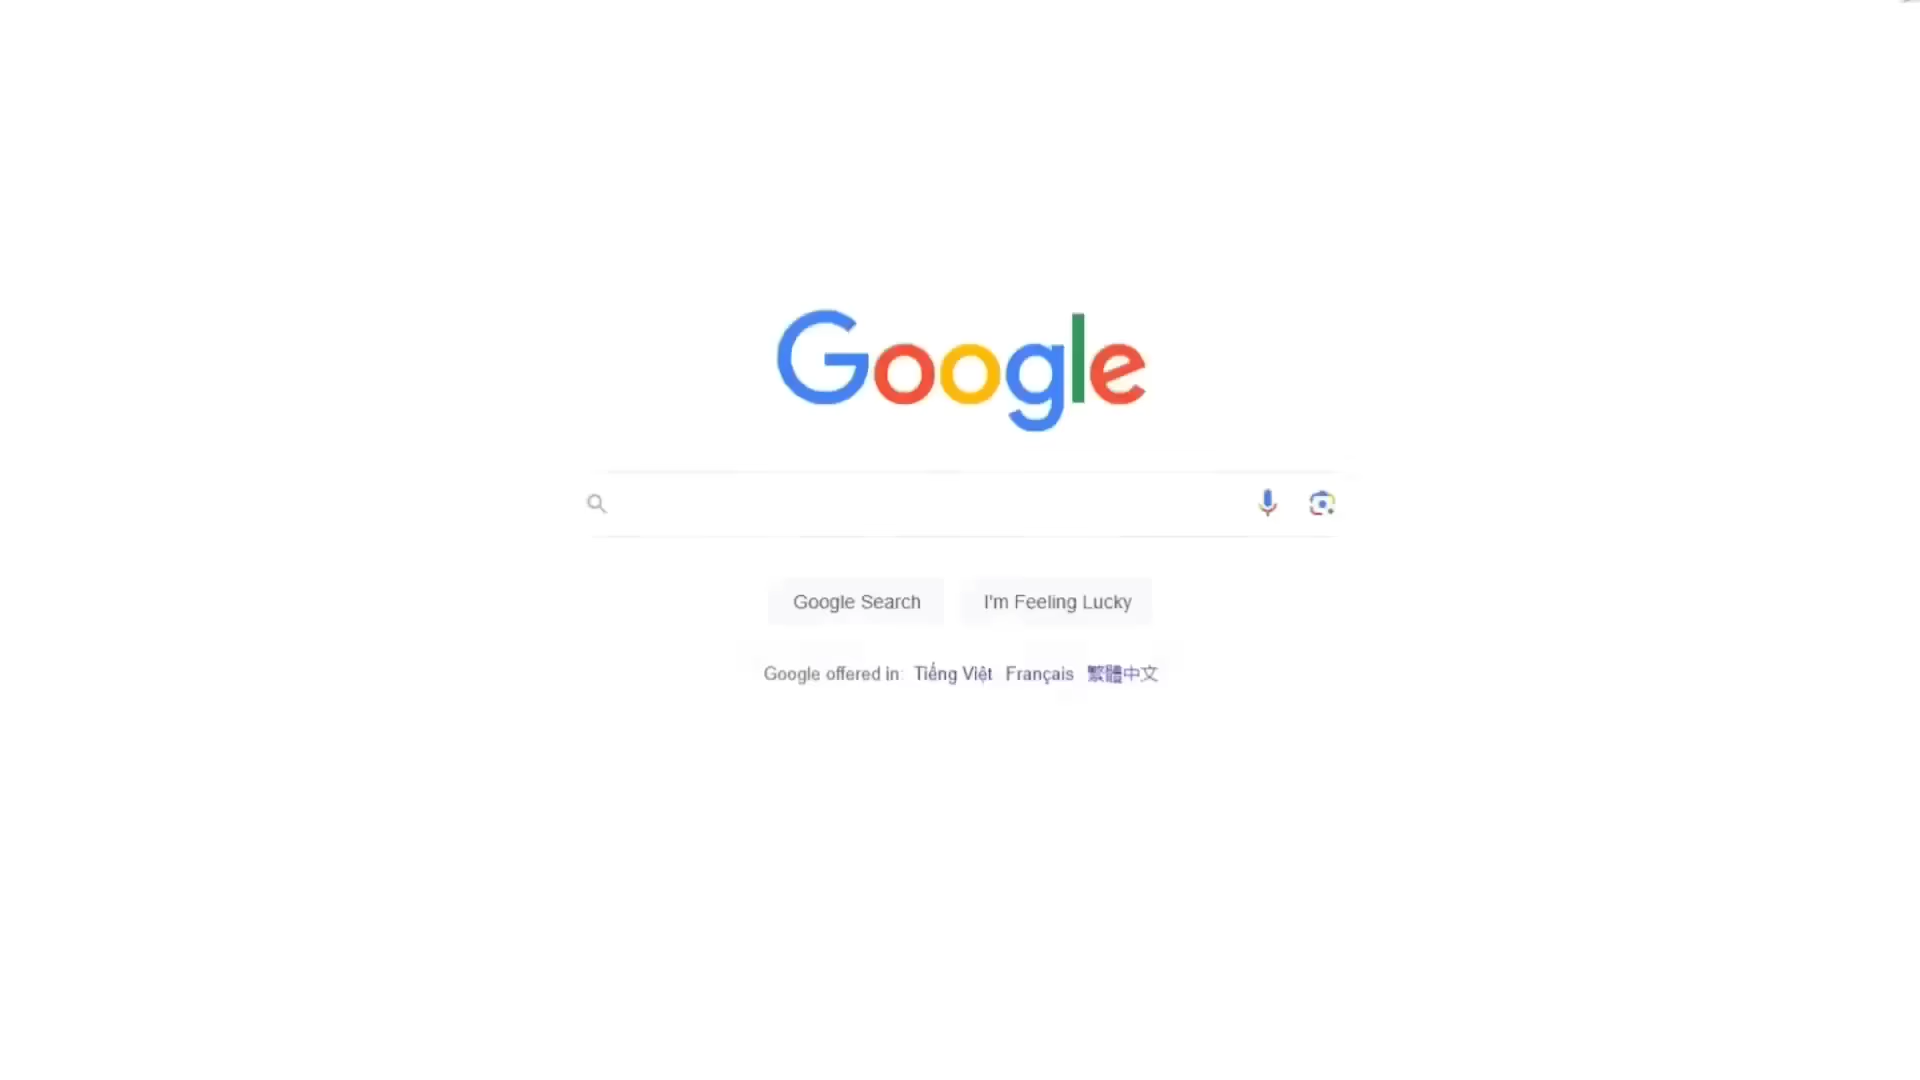 Google
Google Search I'm Feeling Lucky
Google offered in: Tiếng Việt Français 繁體中文